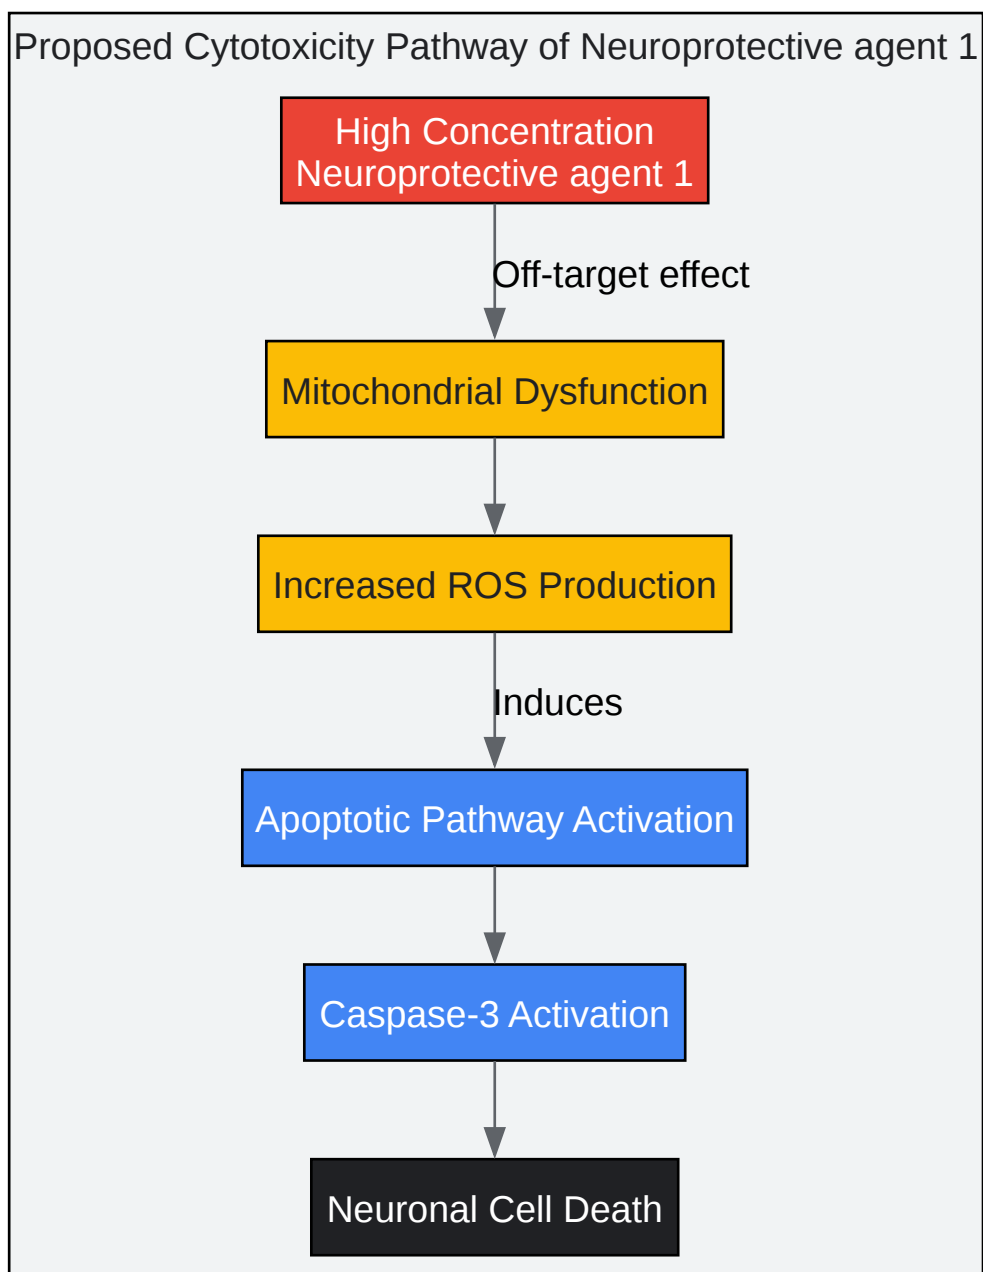 Proposed Cytotoxicity Pathway of Neuroprotective agent 1
High Concentration
Neuroprotective agent 1
Off-target effect
Mitochondrial Dysfunction
Increased ROS Production
Induces
Apoptotic Pathway Activation
Caspase-3 Activation
Neuronal Cell Death